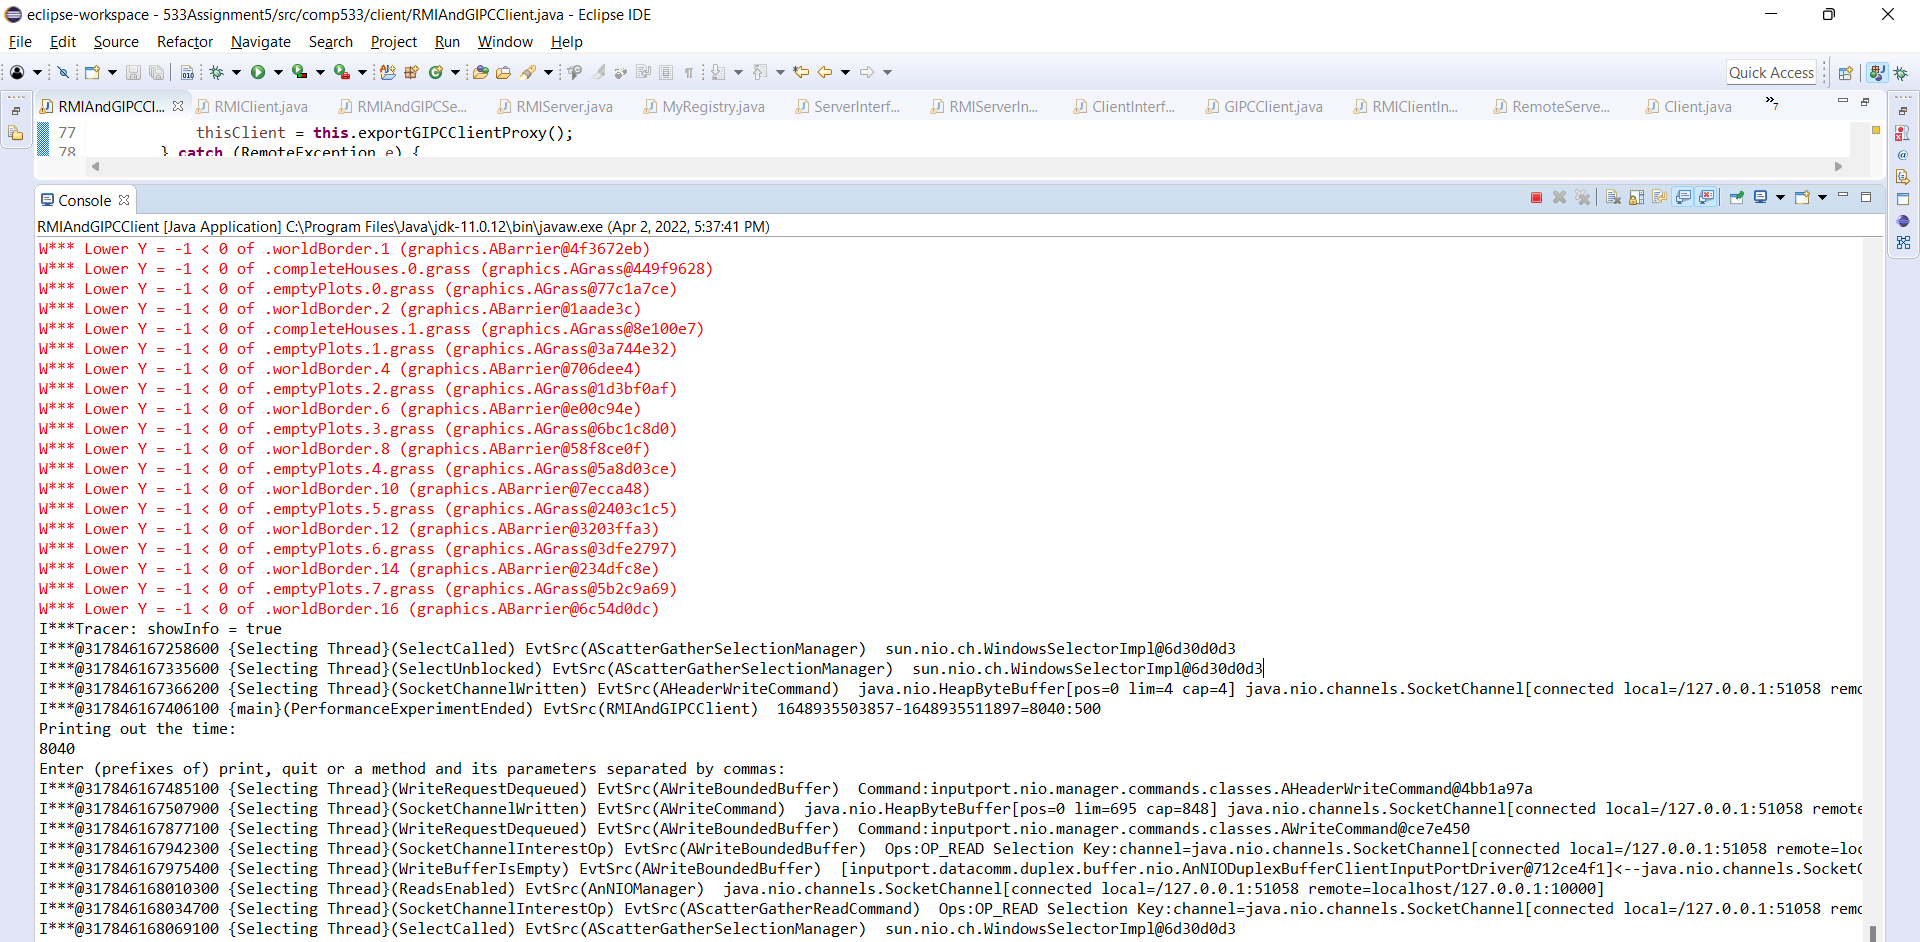 eclipse-workspace - 533Assignment5/src/comp533/client/RMIAndGIPCClient.java - Eclipse IDE
File Edit Source Refactor Navigate Search Project Run Window Help
Quick Access
RMIAndGIPCCl... RMIClient.java RMIAndGIPCSe... RMIServer.java MyRegistry.java ServerInterf... RMIServerIn... ClientInterf... GIPCClient.java RMIClientIn... RemoteServe... Client.java »7
77 thisClient = this.exportGIPCClientProxy();
78 } catch (RemoteException e) {
Console
RMIAndGIPCClient [Java Application] C:\Program Files\Java\jdk-11.0.12\bin\javaw.exe (Apr 2, 2022, 5:37:41 PM)
W*** Lower Y = -1 < 0 of .worldBorder.1 (graphics.ABarrier@4f3672eb)
W*** Lower Y = -1 < 0 of .completeHouses.0.grass (graphics.AGrass@449f9628)
W*** Lower Y = -1 < 0 of .emptyPlots.0.grass (graphics.AGrass@77c1a7ce)
W*** Lower Y = -1 < 0 of .worldBorder.2 (graphics.ABarrier@1aade3c)
W*** Lower Y = -1 < 0 of .completeHouses.1.grass (graphics.AGrass@8e100e7)
W*** Lower Y = -1 < 0 of .emptyPlots.1.grass (graphics.AGrass@3a744e32)
W*** Lower Y = -1 < 0 of .worldBorder.4 (graphics.ABarrier@706dee4)
W*** Lower Y = -1 < 0 of .emptyPlots.2.grass (graphics.AGrass@1d3bf0af)
W*** Lower Y = -1 < 0 of .worldBorder.6 (graphics.ABarrier@e00c94e)
W*** Lower Y = -1 < 0 of .emptyPlots.3.grass (graphics.AGrass@6bc1c8d0)
W*** Lower Y = -1 < 0 of .worldBorder.8 (graphics.ABarrier@58f8ce0f)
W*** Lower Y = -1 < 0 of .emptyPlots.4.grass (graphics.AGrass@5a8d03ce)
W*** Lower Y = -1 < 0 of .worldBorder.10 (graphics.ABarrier@7ecca48)
W*** Lower Y = -1 < 0 of .emptyPlots.5.grass (graphics.AGrass@2403c1c5)
W*** Lower Y = -1 < 0 of .worldBorder.12 (graphics.ABarrier@3203ffa3)
W*** Lower Y = -1 < 0 of .emptyPlots.6.grass (graphics.AGrass@3dfe2797)
W*** Lower Y = -1 < 0 of .worldBorder.14 (graphics.ABarrier@234dfc8e)
W*** Lower Y = -1 < 0 of .emptyPlots.7.grass (graphics.AGrass@5b2c9a69)
W*** Lower Y = -1 < 0 of .worldBorder.16 (graphics.ABarrier@6c54d0dc)
I***Tracer: showInfo = true
I***@317846167258600 {Selecting Thread}(SelectCalled) EvtSrc(AScatterGatherSelectionManager) sun.nio.ch.WindowsSelectorImpl@6d30d0d3
I***@317846167335600 {Selecting Thread}(SelectUnblocked) EvtSrc(AScatterGatherSelectionManager) sun.nio.ch.WindowsSelectorImpl@6d30d0d3
I***@317846167366200 {Selecting Thread}(SocketChannelWritten) EvtSrc(AHeaderWriteCommand) java.nio.HeapByteBuffer[pos=0 lim=4 cap=4] java.nio.channels.SocketChannel[connected local=/127.0.0.1:51058 remo
I***@317846167406100 {main}(PerformanceExperimentEnded) EvtSrc(RMIAndGIPCClient) 1648935503857-1648935511897=8040:500
Printing out the time:
8040
Enter (prefixes of) print, quit or a method and its parameters separated by commas:
I***@317846167485100 {Selecting Thread}(WriteRequestDequeued) EvtSrc(AWriteBoundedBuffer) Command:inputport.nio.manager.commands.classes.AHeaderWriteCommand@4bb1a97a
I***@317846167507900 {Selecting Thread}(SocketChannelWritten) EvtSrc(AWriteCommand) java.nio.HeapByteBuffer[pos=0 lim=695 cap=848] java.nio.channels.SocketChannel[connected local=/127.0.0.1:51058 remote
I***@317846167877100 {Selecting Thread}(WriteRequestDequeued) EvtSrc(AWriteBoundedBuffer) Command:inputport.nio.manager.commands.classes.AWriteCommand@ce7e450
I***@317846167942300 {Selecting Thread}(SocketChannelInterestOp) EvtSrc(AWriteBoundedBuffer) Ops:OP_READ Selection Key:channel=java.nio.channels.SocketChannel[connected local=/127.0.0.1:51058 remote=loc
I***@317846167975400 {Selecting Thread}(WriteBufferIsEmpty) EvtSrc(AWriteBoundedBuffer) [inputport.datacomm.duplex.buffer.nio.AnNIODuplexBufferClientInputPortDriver@712ce4f1]<--java.nio.channels.SocketC
I***@317846168010300 {Selecting Thread}(ReadsEnabled) EvtSrc(AnNIOManager) java.nio.channels.SocketChannel[connected local=/127.0.0.1:51058 remote=localhost/127.0.0.1:10000]
I***@317846168034700 {Selecting Thread}(SocketChannelInterestOp) EvtSrc(AScatterGatherReadCommand) Ops:OP_READ Selection Key:channel=java.nio.channels.SocketChannel[connected local=/127.0.0.1:51058 remo
I***@317846168069100 {Selecting Thread}(SelectCalled) EvtSrc(AScatterGatherSelectionManager) sun.nio.ch.WindowsSelectorImpl@6d30d0d3